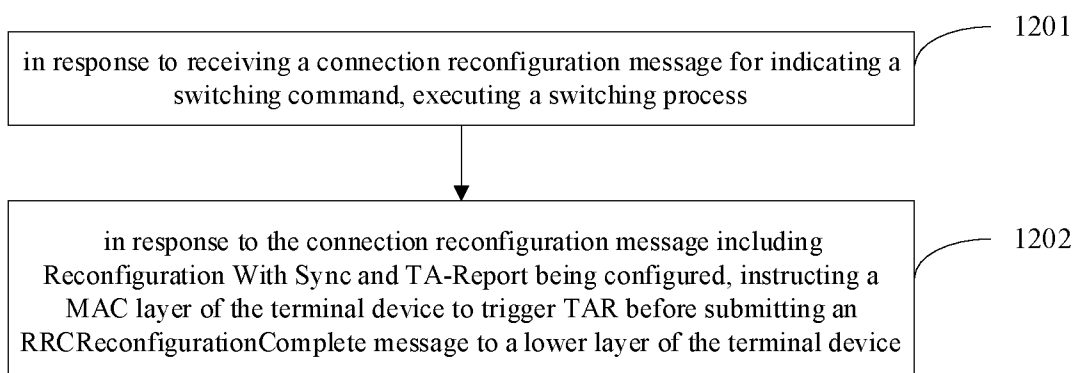 1201
in response to receiving a connection reconfiguration message for indicating a
switching command, executing a switching process
1202
in response to the connection reconfiguration message including
Reconfiguration With Sync and TA-Report being configured, instructing a
MAC layer of the terminal device to trigger TAR before submitting an
RRCReconfigurationComplete message to a lower layer of the terminal device